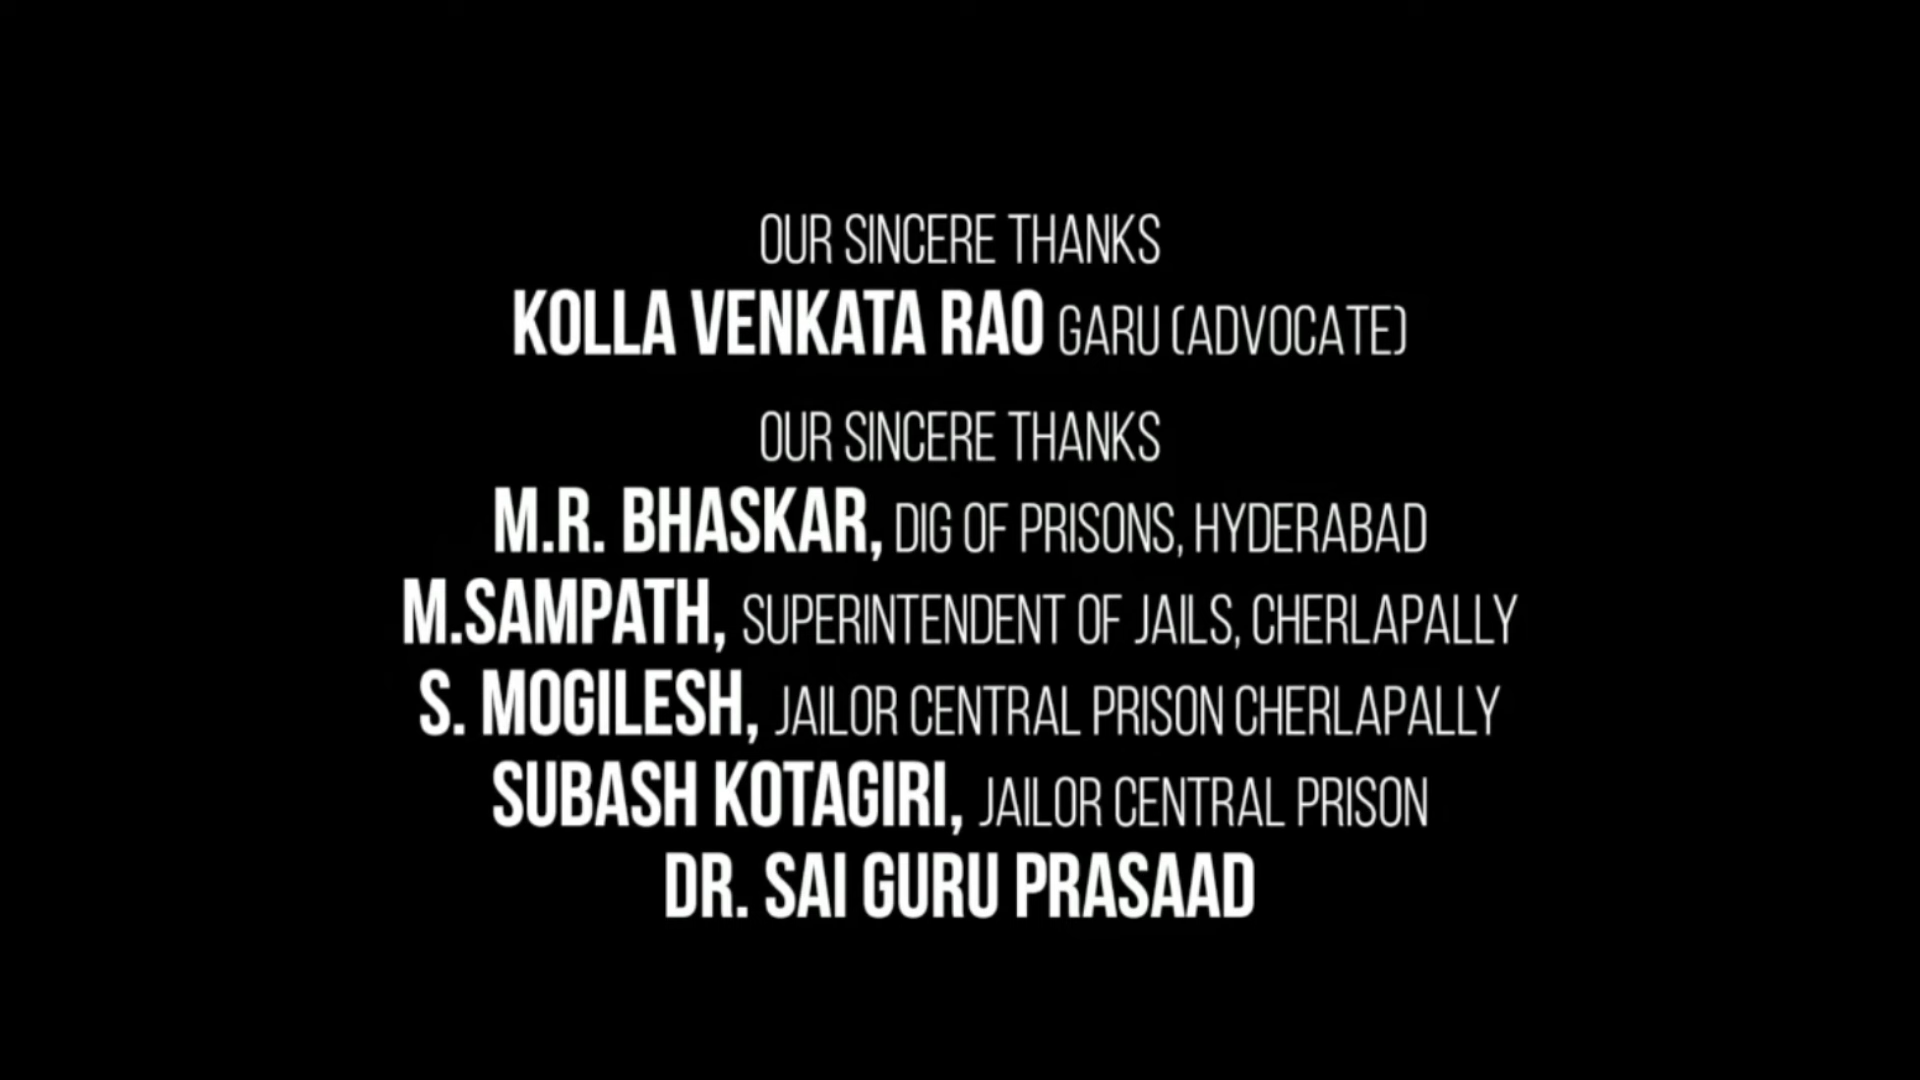 OUR SINCERE THANKS
KOLLA VENKATA RAO GARU (ADVOCATE)
OUR SINCERE THANKS
M.R. BHASKAR, DIG OF PRISONS, HYDERABAD
M.SAMPATH, SUPERINTENDENT OF JAILS, CHERLAPALLY
S. MOGILESH, JAILOR CENTRAL PRISON CHERLAPALLY
SUBASH KOTAGIRI, JAILOR CENTRAL PRISON
DR. SAI GURU PRASAAD